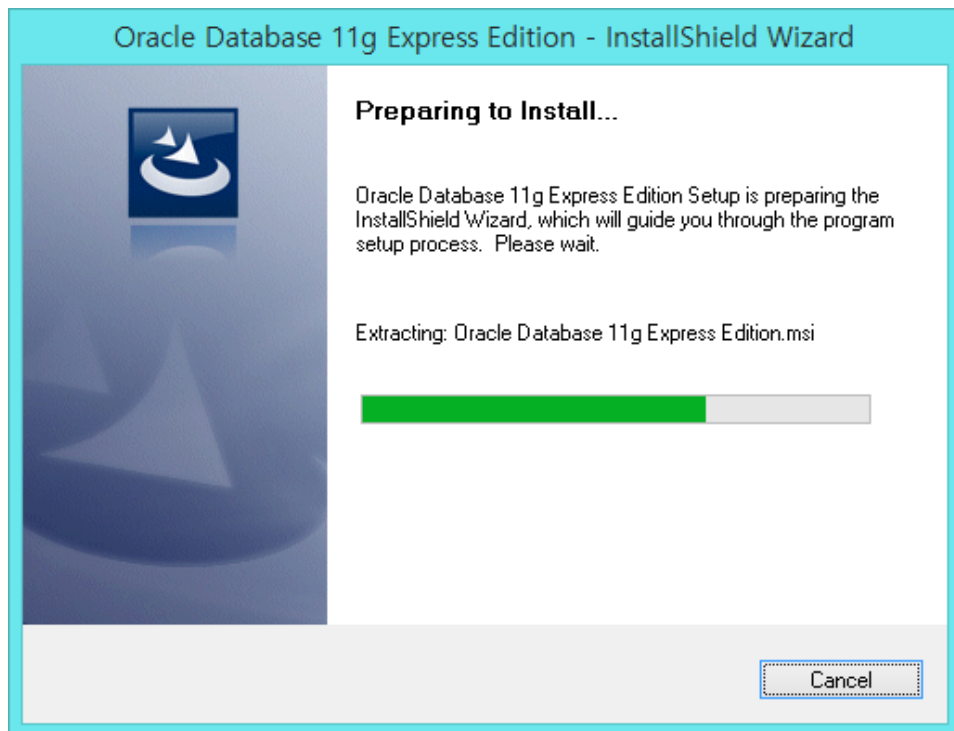 Oracle Database 11g Express Edition - InstallShield Wizard
Preparing to Install...
Oracle Database 11g Express Edition Setup is preparing the
InstallShield Wizard, which will guide you through the program
setup process.  Please wait.
Extracting: Oracle Database 11g Express Edition.msi
Cancel